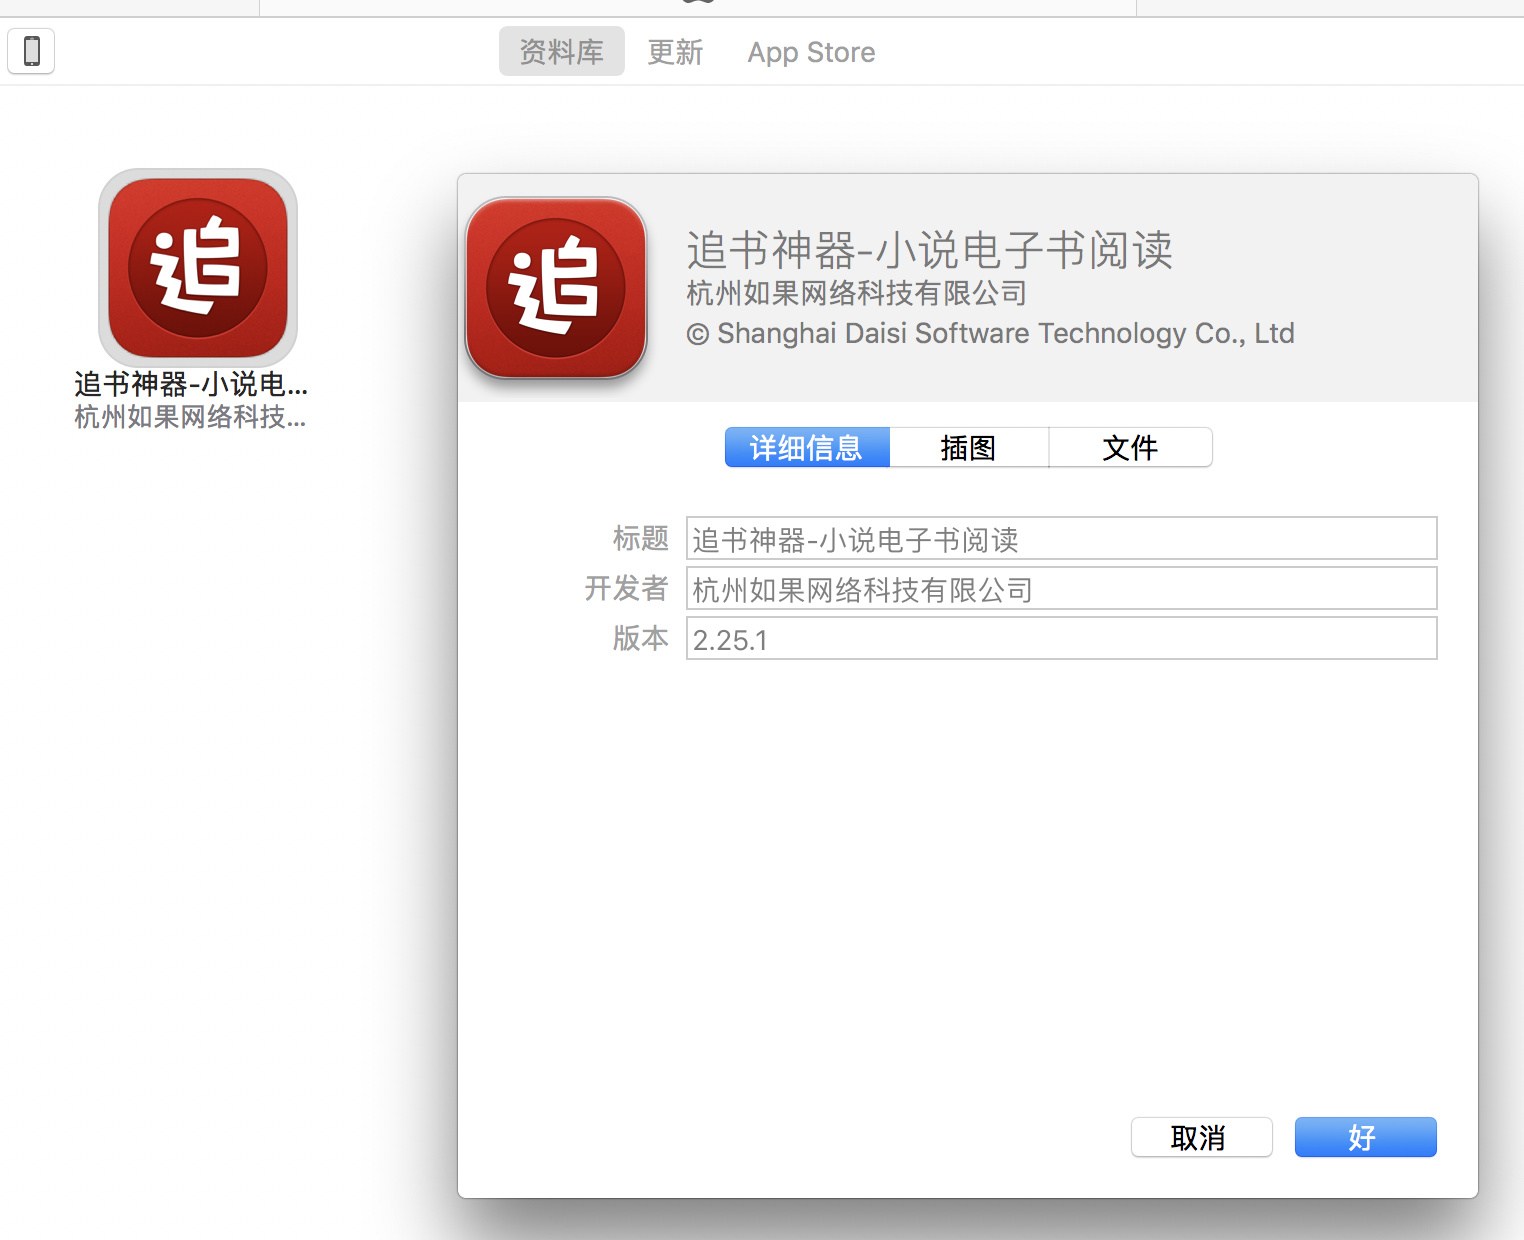 资料库
更新
App Store
追
追书神器-小说电...
杭州如果网络科技...
追
追书神器-小说电子书阅读
杭州如果网络科技有限公司
© Shanghai Daisi Software Technology Co., Ltd
详细信息
插图
文件
标题
追书神器-小说电子书阅读
开发者
杭州如果网络科技有限公司
版本
2.25.1
取消
好